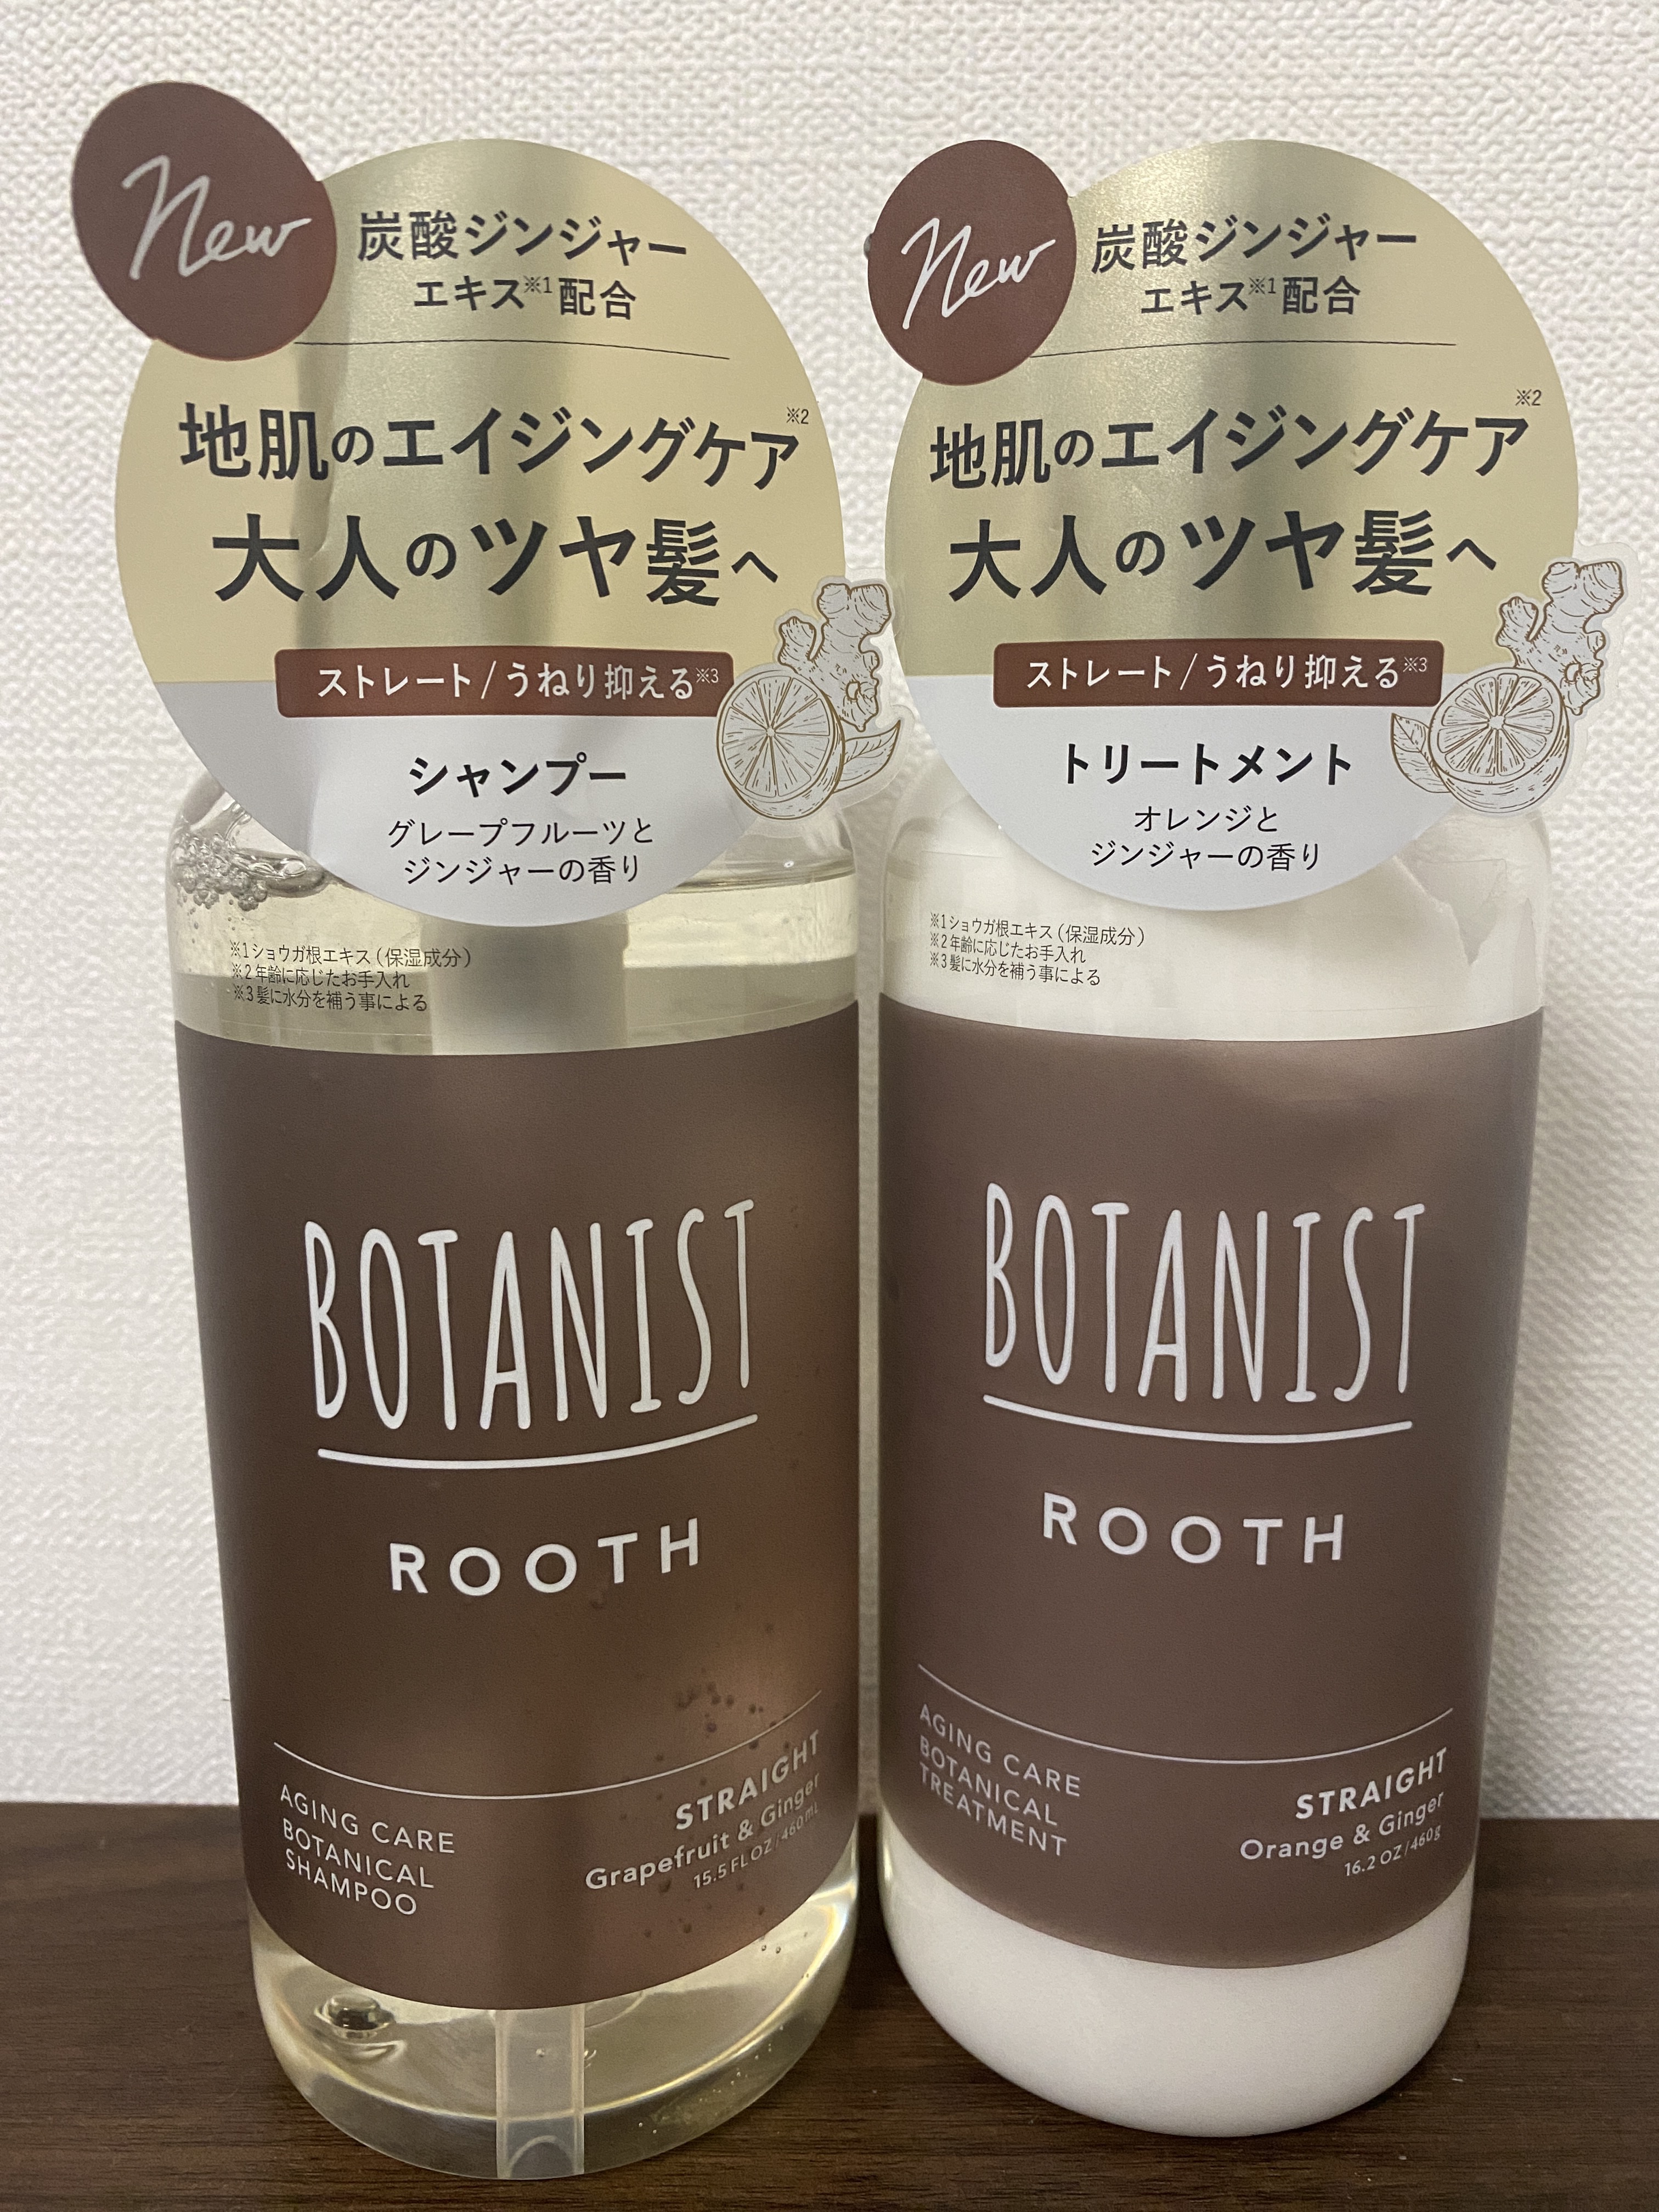 New
炭酸ジンジャー
エキス※1配合
地肌のエイジングケア※2
大人のツヤ髪へ
ストレート/うねり抑える※3
シャンプー
グレープフルーツと
ジンジャーの香り
※1 ショウガ根エキス（保湿成分）
※2 年齢に応じたお手入れ
※3 髪に水分を補う事による
BOTANIST
ROOTH
AGING CARE
BOTANICAL
SHAMPOO
STRAIGHT
Grapefruit & Ginger
15.5 FL OZ/460mL
New
炭酸ジンジャー
エキス※1配合
地肌のエイジングケア※2
大人のツヤ髪へ
ストレート/うねり抑える※3
トリートメント
オレンジと
ジンジャーの香り
※1 ショウガ根エキス（保湿成分）
※2 年齢に応じたお手入れ
※3 髪に水分を補う事による
BOTANIST
ROOTH
AGING CARE
BOTANICAL
TREATMENT
STRAIGHT
Orange & Ginger
16.2 OZ/460g